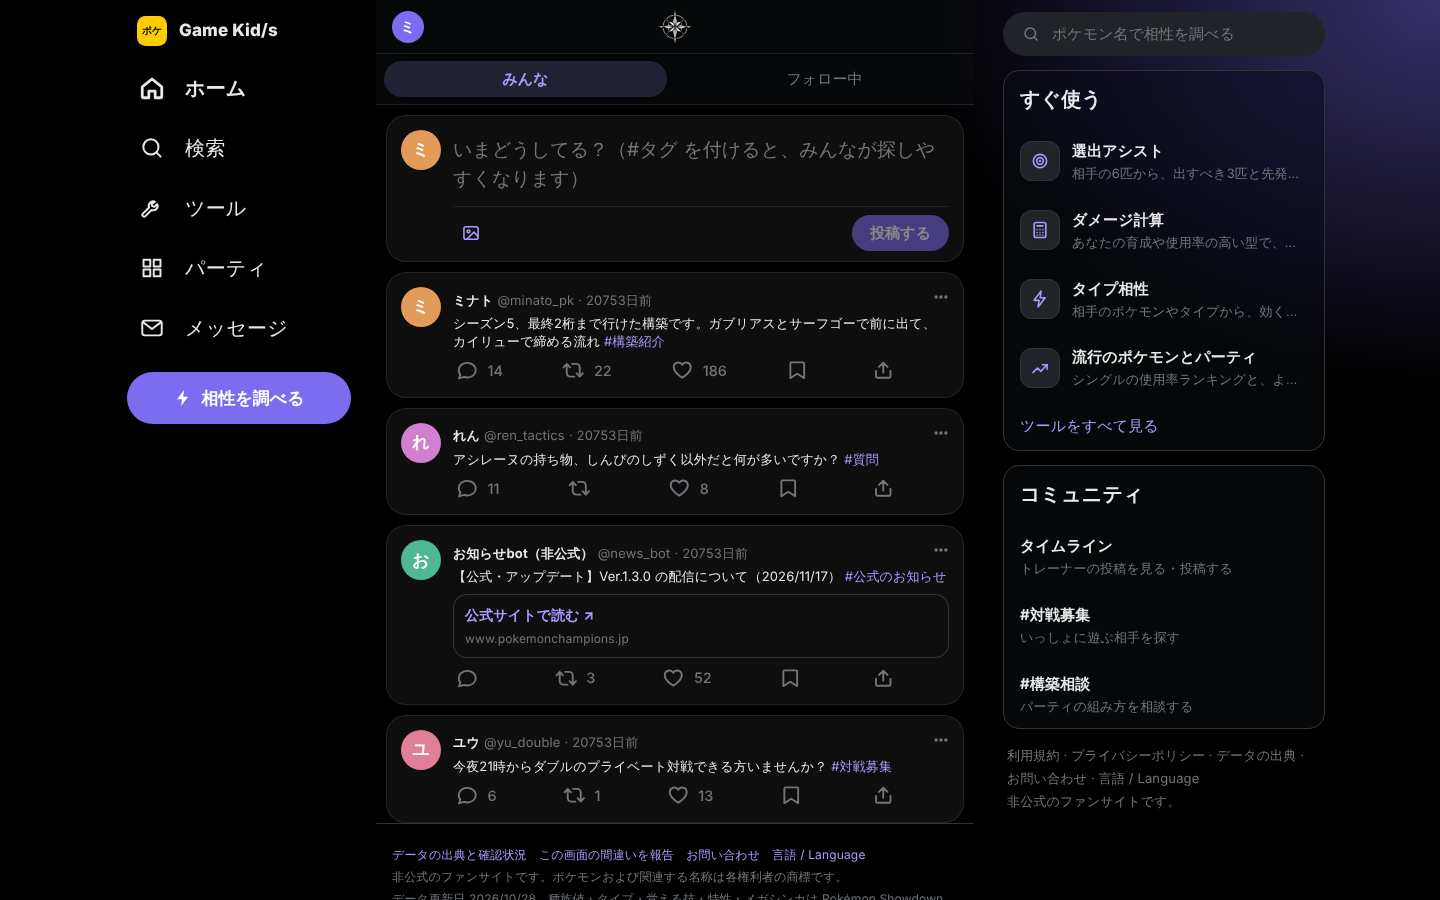 ポケ Game Kid/s
ホーム
検索
ツール
パーティ
メッセージ
相性を調べる
ミ
みんな フォロー中
ミ いまどうしてる？（#タグ を付けると、みんなが探しや
すくなります）
投稿する
ミ ミナト @minato_pk · 20753日前
シーズン5、最終2桁まで行けた構築です。ガブリアスとサーフゴーで前に出て、
カイリューで締める流れ #構築紹介
14 22 186
れ れん @ren_tactics · 20753日前
アシレーヌの持ち物、しんぴのしずく以外だと何が多いですか？ #質問
11 8
お お知らせbot（非公式） @news_bot · 20753日前
【公式・アップデート】Ver.1.3.0 の配信について（2026/11/17） #公式のお知らせ
公式サイトで読む
www.pokemonchampions.jp
3 52
ユ ユウ @yu_double · 20753日前
今夜21時からダブルのプライベート対戦できる方いませんか？ #対戦募集
6 1 13
データの出典と確認状況 この画面の間違いを報告 お問い合わせ 言語 / Language
非公式のファンサイトです。ポケモンおよび関連する名称は各権利者の商標です。
データ更新日 2026/10/28　種族値・タイプ・覚える技・特性・メガシンカは Pokémon Showdown
ポケモン名で相性を調べる
すぐ使う
選出アシスト
相手の6匹から、出すべき3匹と先発...
ダメージ計算
あなたの育成や使用率の高い型で、...
タイプ相性
相手のポケモンやタイプから、効く...
流行のポケモンとパーティ
シングルの使用率ランキングと、よ...
ツールをすべて見る
コミュニティ
タイムライン
トレーナーの投稿を見る・投稿する
#対戦募集
いっしょに遊ぶ相手を探す
#構築相談
パーティの組み方を相談する
利用規約 · プライバシーポリシー · データの出典 ·
お問い合わせ · 言語 / Language
非公式のファンサイトです。